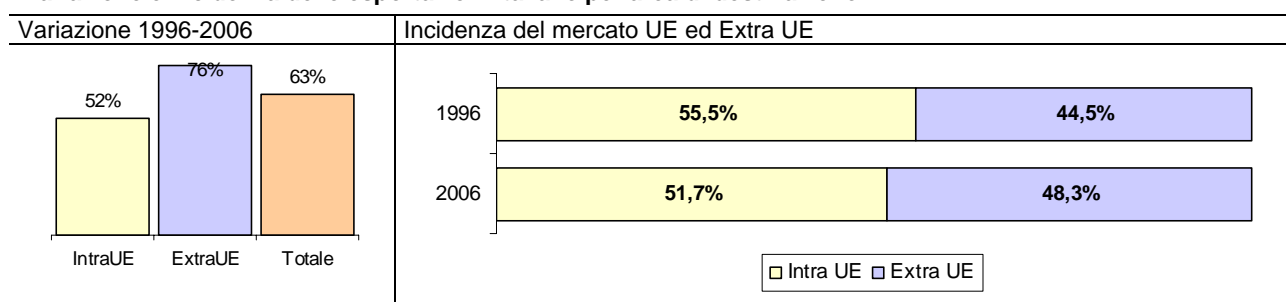 Variazione 1996-2006
Incidenza del mercato UE ed Extra UE
76%
63%
52%
IntraUE ExtraUE Totale
1996 55,5% 44,5%
2006 51,7% 48,3%
Intra UE Extra UE